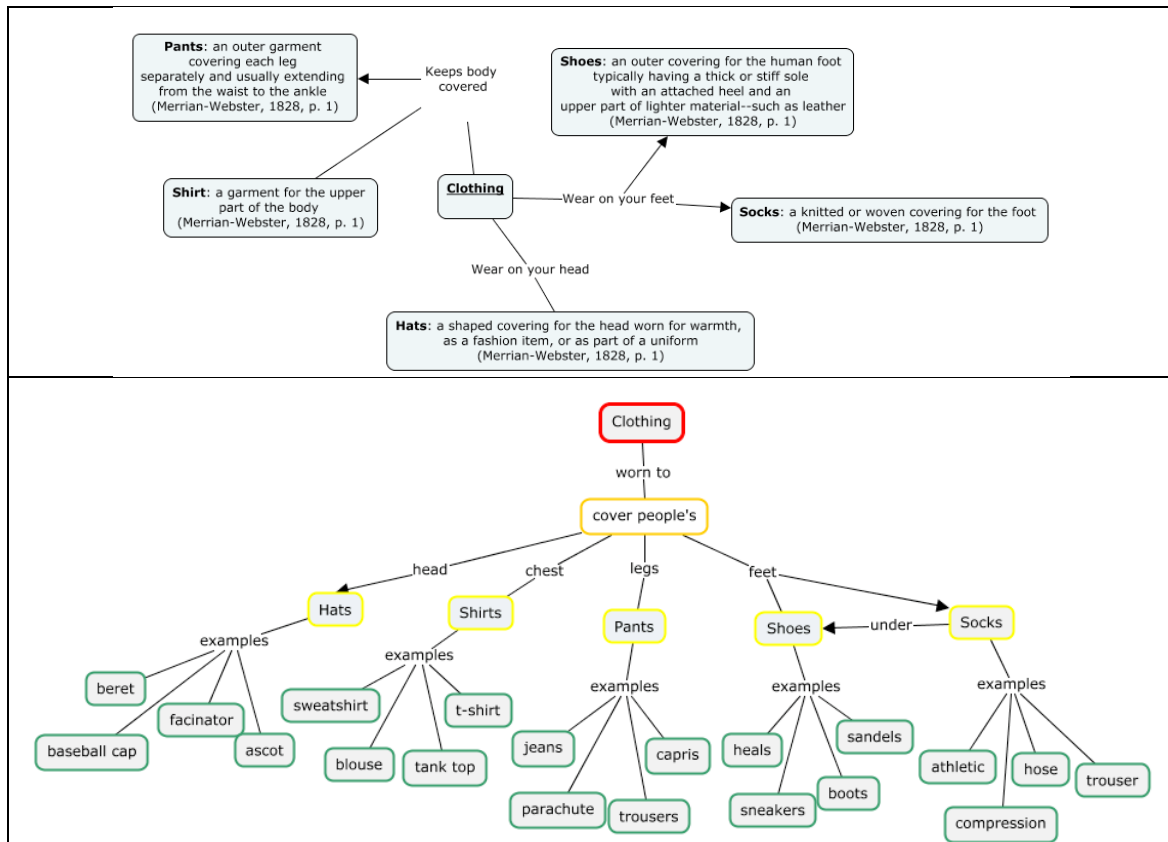 Pants: an outer garment
covering each leg
separately and usually extending
from the waist to the ankle
(Merrian-Webster, 1828, p. 1)
Keeps body
covered
Shoes: an outer covering for the human foot
typically having a thick or stiff sole
with an attached heel and an
upper part of lighter material--such as leather
(Merrian-Webster, 1828, p. 1)
Shirt: a garment for the upper
part of the body
(Merrian-Webster, 1828, p. 1)
Clothing
Wear on your feet
Socks: a knitted or woven covering for the foot
(Merrian-Webster, 1828, p. 1)
Wear on your head
Hats: a shaped covering for the head worn for warmth,
as a fashion item, or as part of a uniform
(Merrian-Webster, 1828, p. 1)
Clothing
worn to
cover people's
head
chest
legs
feet
Hats
Shirts
Pants
Shoes
under
Socks
examples
examples
examples
examples
examples
beret
baseball cap
facinator
ascot
sweatshirt
blouse
tank top
t-shirt
jeans
parachute
trousers
capris
heals
sneakers
boots
sandels
athletic
compression
hose
trouser